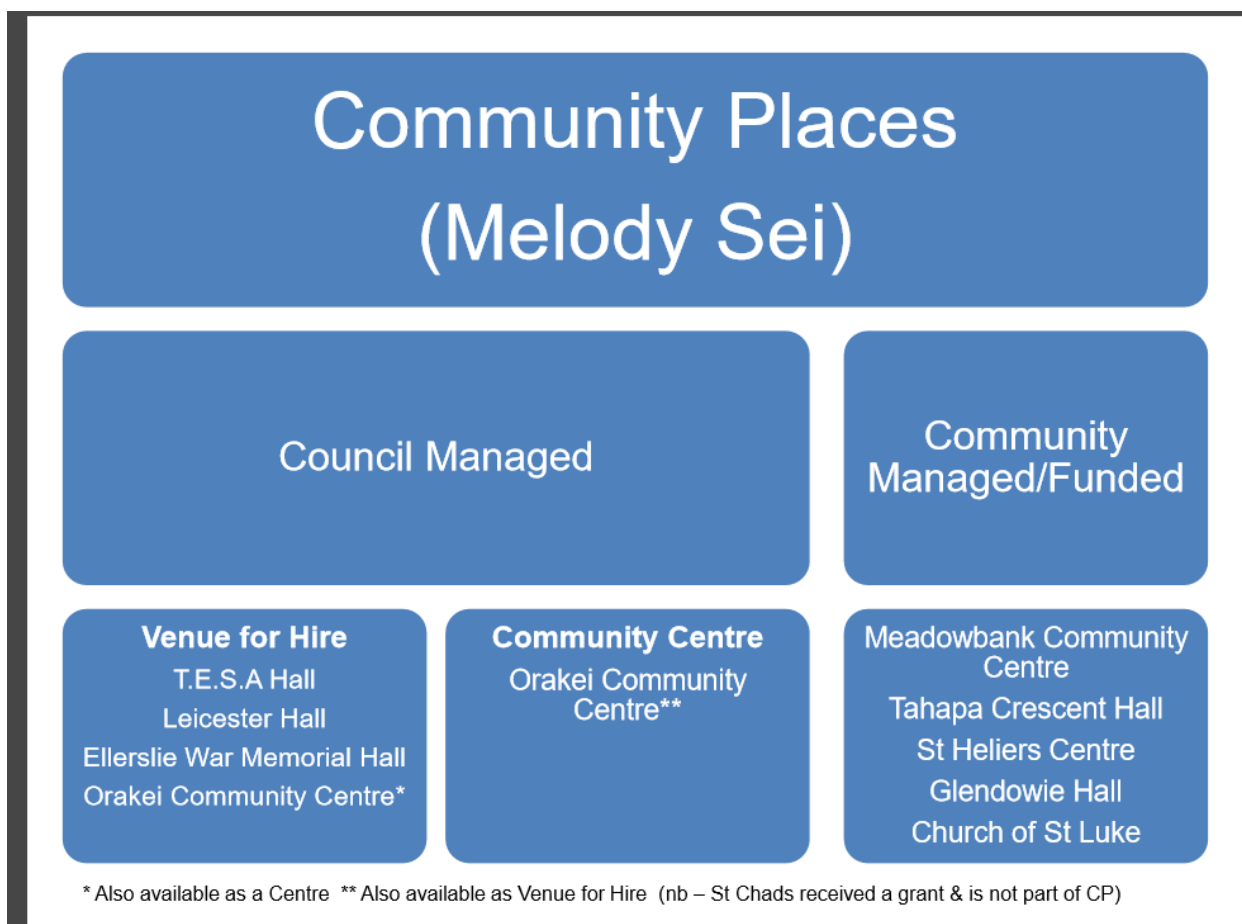 Community Places
(Melody Sei)
Council Managed
Community
Managed/Funded
Venue for Hire
T.E.S.A Hall
Leicester Hall
Ellerslie War Memorial Hall
Orakei Community Centre*
Community Centre
Orakei Community
Centre**
Meadowbank Community
Centre
Tahapa Crescent Hall
St Heliers Centre
Glendowie Hall
Church of St Luke
* Also available as a Centre ** Also available as Venue for Hire (nb – St Chads received a grant & is not part of CP)